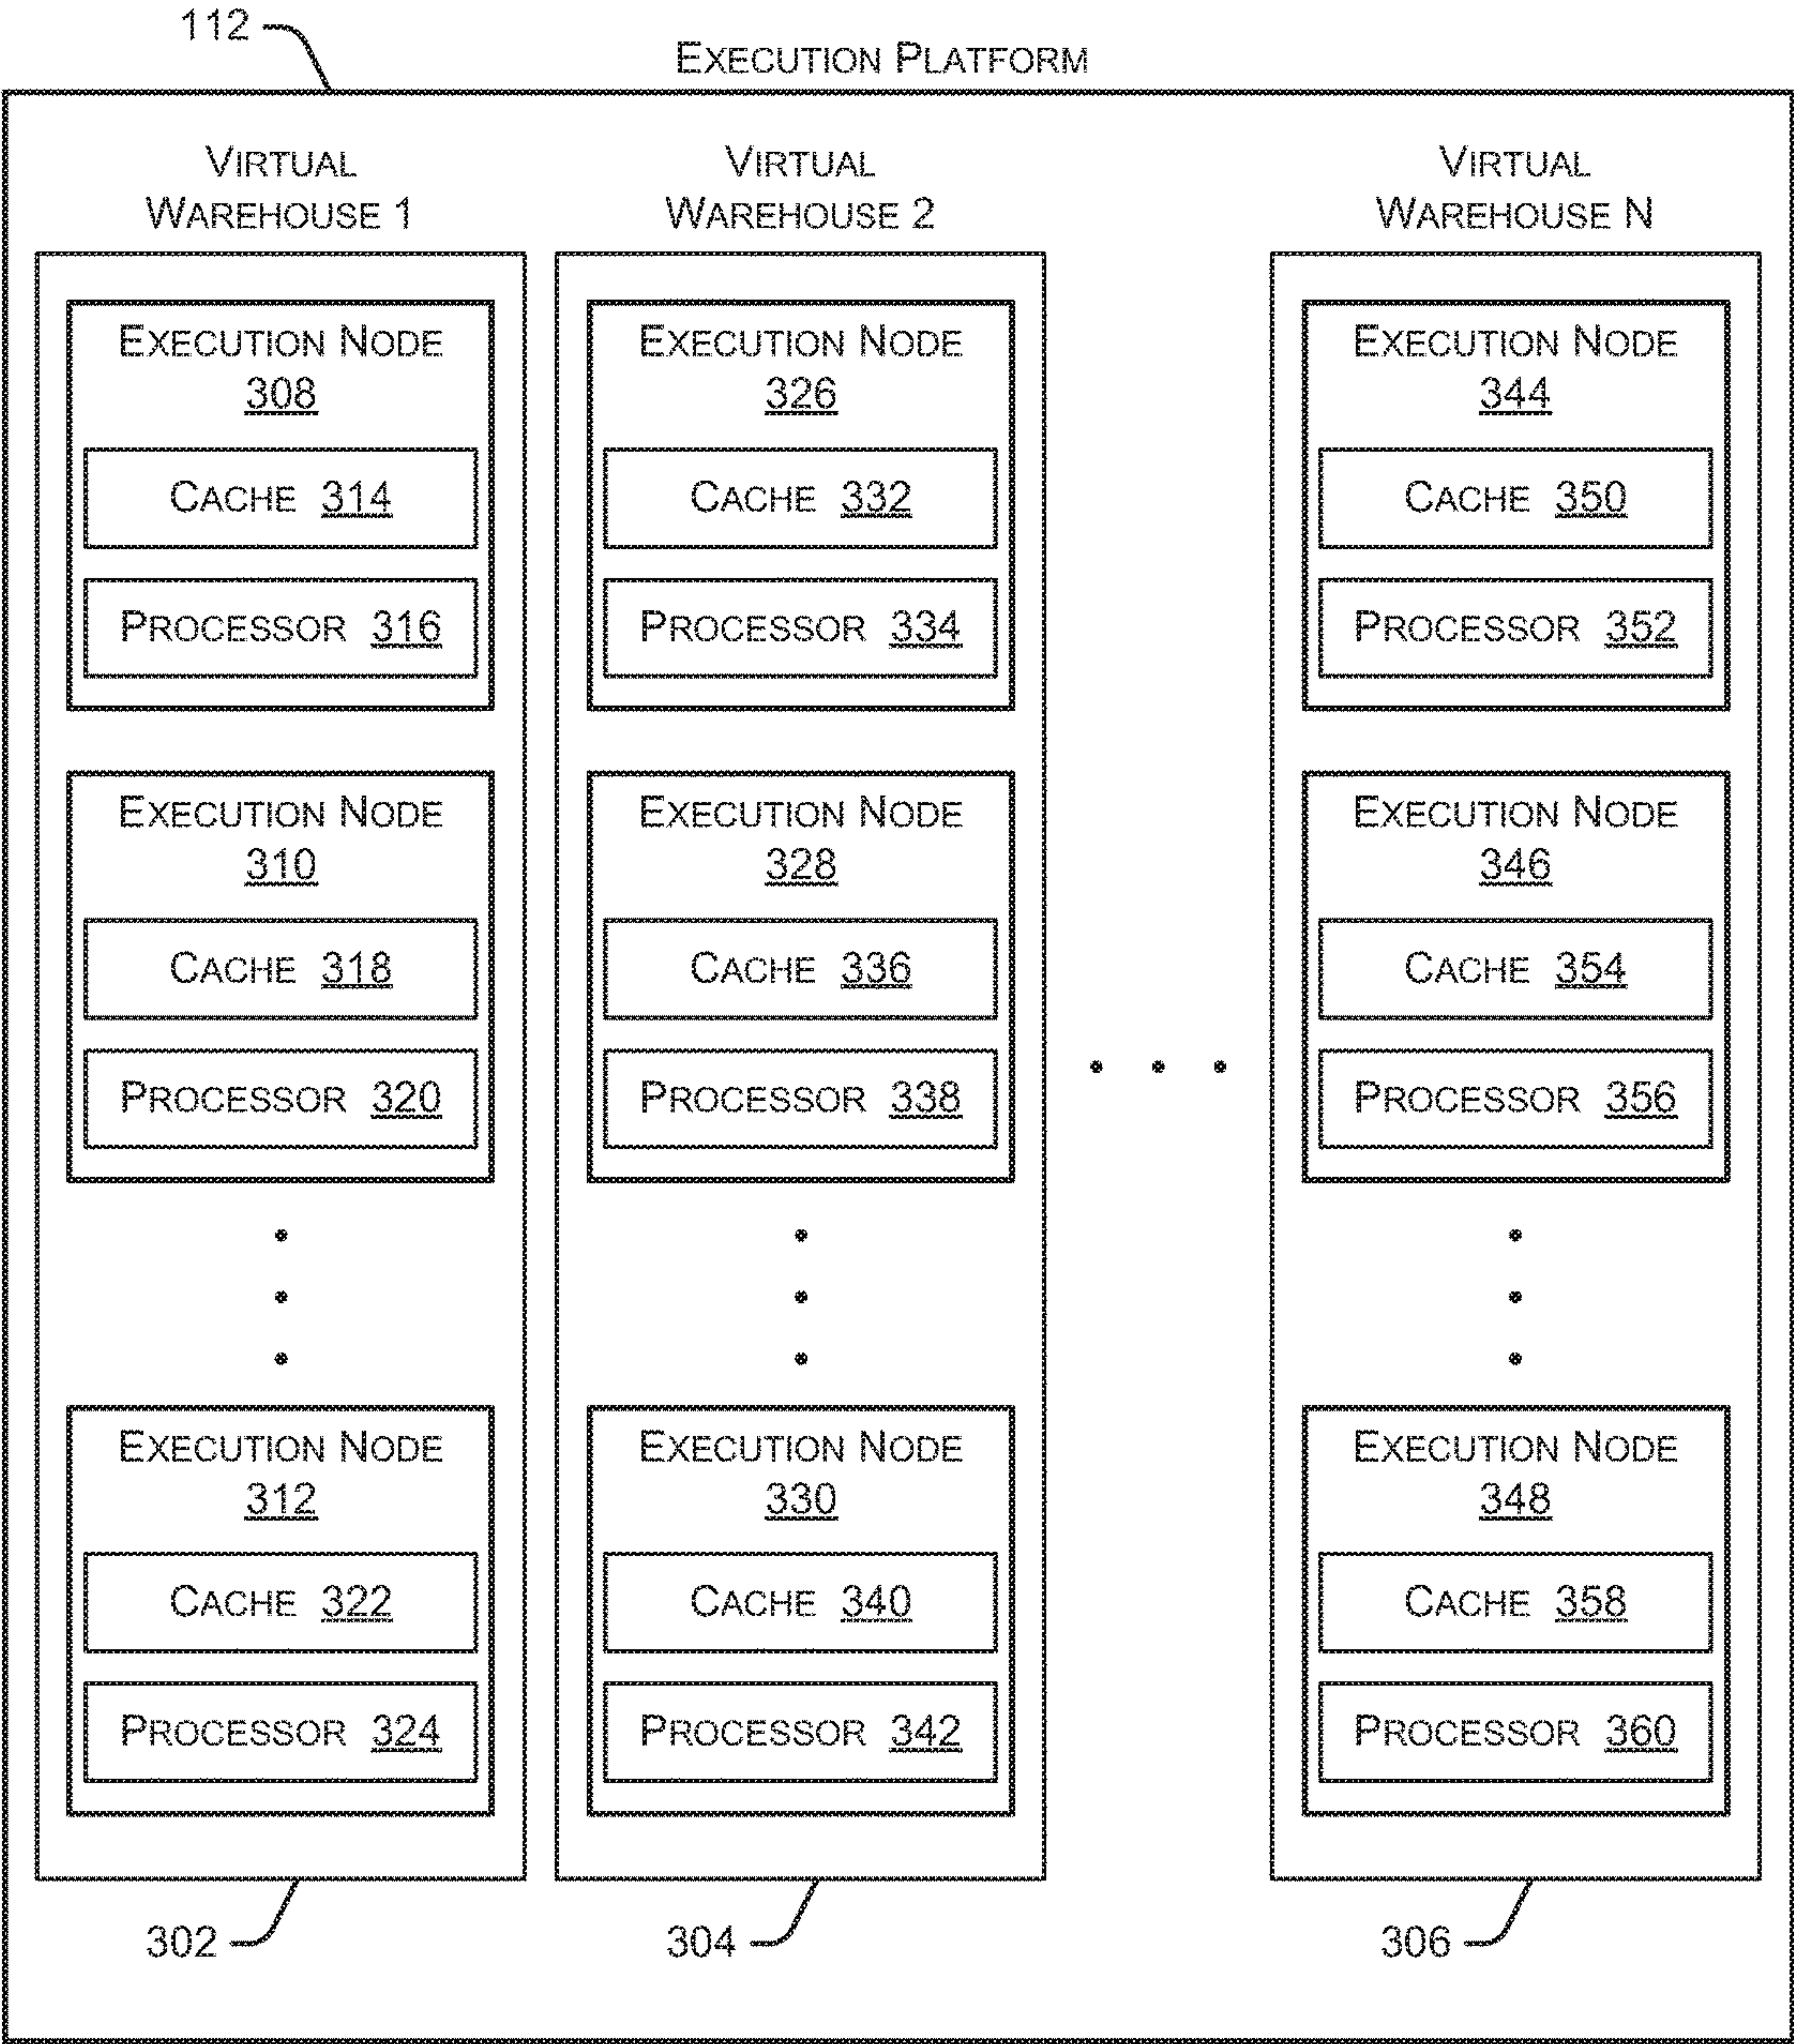 112
EXECUTION PLATFORM
VIRTUAL
WAREHOUSE 1
EXECUTION NODE
308
CACHE 314
PROCESSOR 316
EXECUTION NODE
310
CACHE 318
PROCESSOR 320
EXECUTION NODE
312
CACHE 322
PROCESSOR 324
302
VIRTUAL
WAREHOUSE 2
EXECUTION NODE
326
CACHE 332
PROCESSOR 334
EXECUTION NODE
328
CACHE 336
PROCESSOR 338
EXECUTION NODE
330
CACHE 340
PROCESSOR 342
304
VIRTUAL
WAREHOUSE N
EXECUTION NODE
344
CACHE 350
PROCESSOR 352
EXECUTION NODE
346
CACHE 354
PROCESSOR 356
EXECUTION NODE
348
CACHE 358
PROCESSOR 360
306